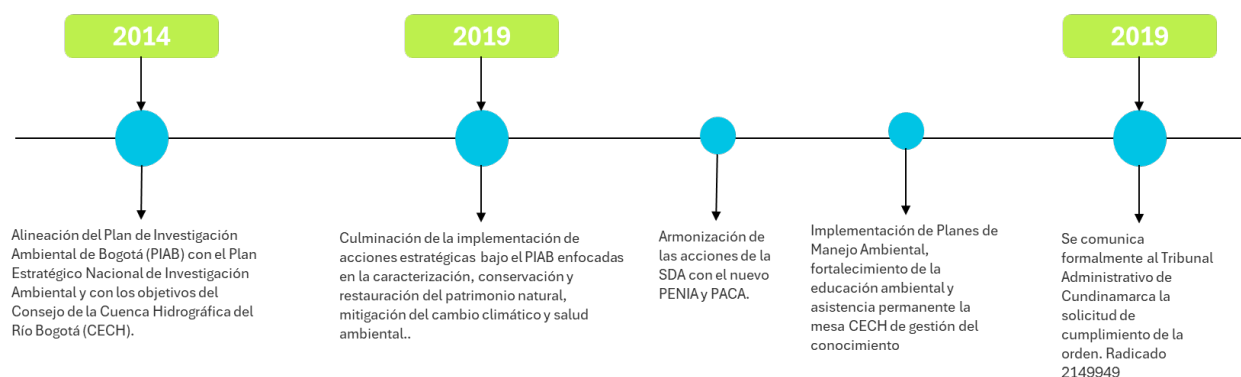 2014
2019
2019
Alineación del Plan de Investigación
Ambiental de Bogotá (PIAB) con el Plan
Estratégico Nacional de Investigación
Ambiental y con los objetivos del
Consejo de la Cuenca Hidrográfica del
Río Bogotá (CECH).
Culminación de la implementación de
acciones estratégicas bajo el PIAB enfocadas
en la caracterización, conservación y
restauración del patrimonio natural,
mitigación del cambio climático y salud
ambiental..
Armonización de
las acciones de la
SDA con el nuevo
PENIA y PACA.
Implementación de Planes de
Manejo Ambiental,
fortalecimiento de la
educación ambiental y
asistencia permanente la
mesa CECH de gestión del
conocimiento
Se comunica
formalmente al Tribunal
Administrativo de
Cundinamarca la
solicitud de
cumplimiento de la
orden. Radicado
2149949